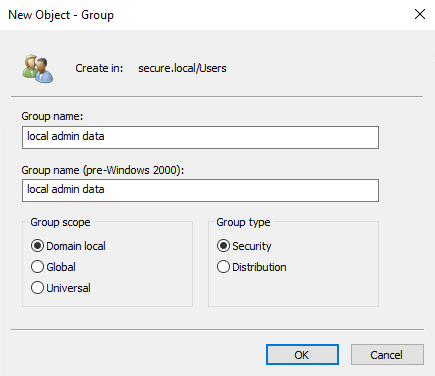 New Object - Group
Create in: secure.local/Users
Group name:
local admin data
Group name (pre-Windows 2000):
local admin data
Group scope
Domain local
Global
Universal
Group type
Security
Distribution
OK
Cancel